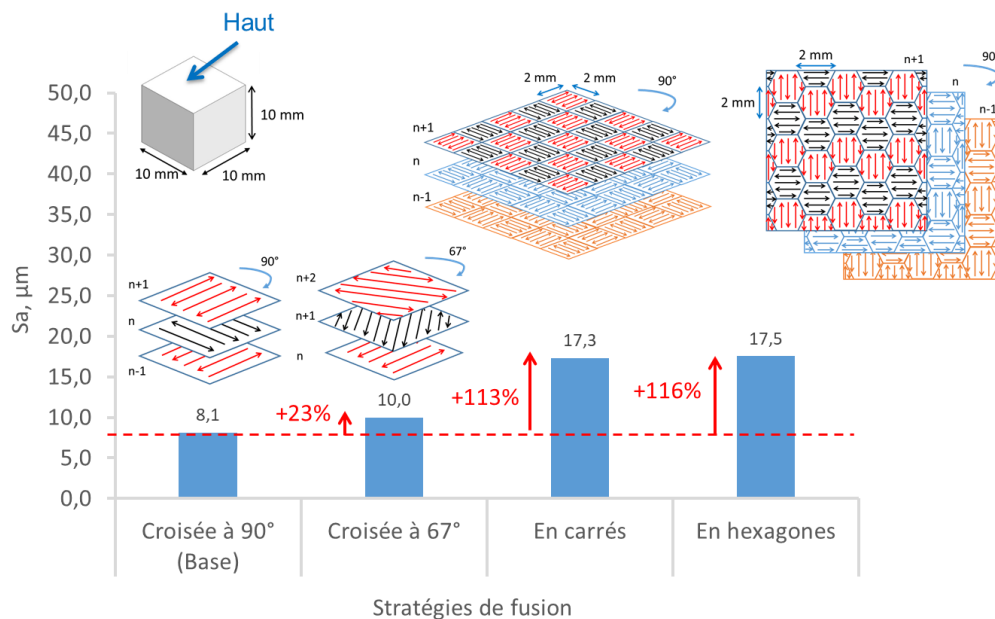 Haut
10 mm
10 mm
10 mm
2 mm
2 mm
90°
n+1
n
n-1
2 mm
2 mm
n+1
n
n-1
90
90°
n+1
n
n-1
67°
n+2
n+1
n
Sa, µm
50,0
45,0
40,0
35,0
30,0
25,0
20,0
15,0
10,0
5,0
0,0
8,1
+23%
10,0
+113%
17,3
+116%
17,5
Croisée à 90°
(Base)
Croisée à 67°
En carrés
En hexagones
Stratégies de fusion